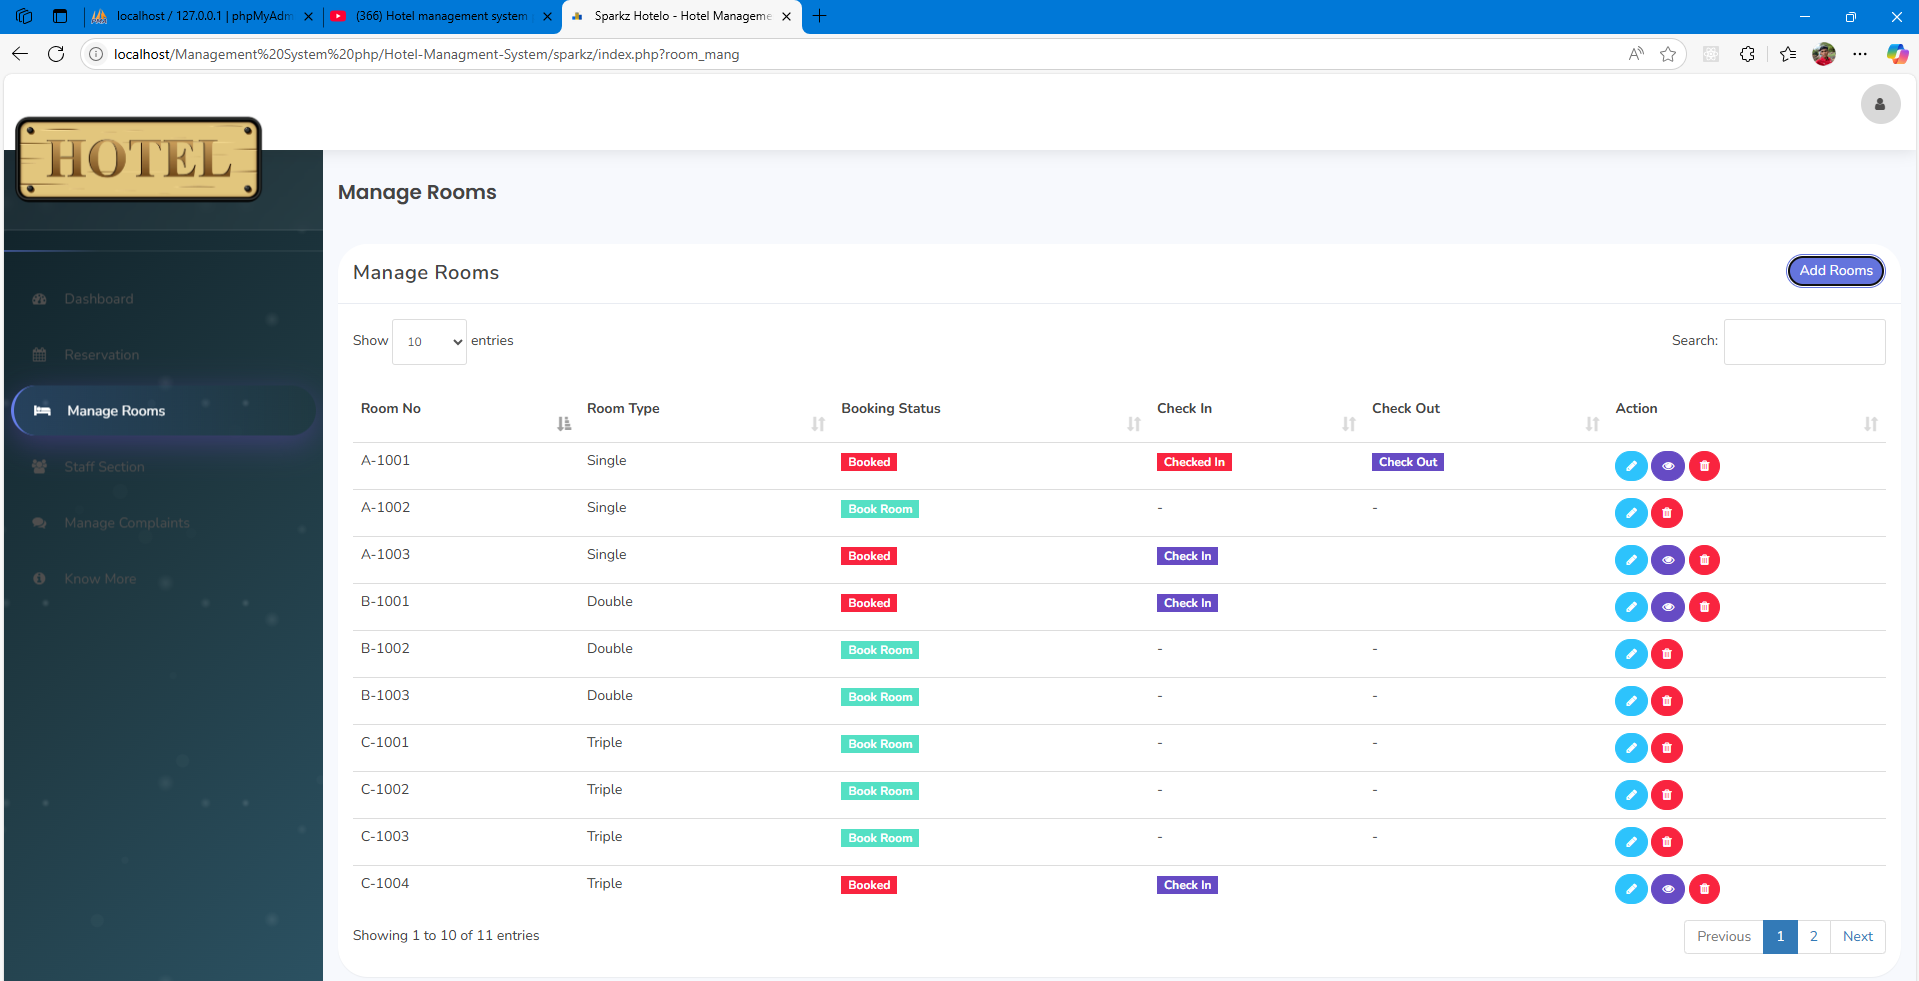 localhost / 127.0.0.1 | phpMyAdm
(366) Hotel management system
Sparkz Hotelo - Hotel Manageme
localhost/Management%20System%20php/Hotel-Managment-System/sparkz/index.php?room_mang
HOTEL
Dashboard
Reservation
Manage Rooms
Staff Section
Manage Complaints
Know More
Manage Rooms
Manage Rooms
Add Rooms
Show 10 entries
Search:
Room No Room Type Booking Status Check In Check Out Action
A-1001 Single Booked Checked In Check Out
A-1002 Single Book Room - -
A-1003 Single Booked Check In
B-1001 Double Booked Check In
B-1002 Double Book Room - -
B-1003 Double Book Room - -
C-1001 Triple Book Room - -
C-1002 Triple Book Room - -
C-1003 Triple Book Room - -
C-1004 Triple Booked Check In
Showing 1 to 10 of 11 entries
Previous 1 2 Next